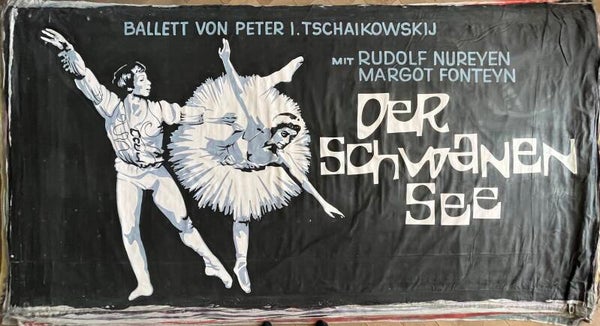 BALLETT VON PETER I. TSCHAIKOWSKIJ
MIT RUDOLF NUREYEN
MARGOT FONTEYN
DER
SCHWANEN
SEE